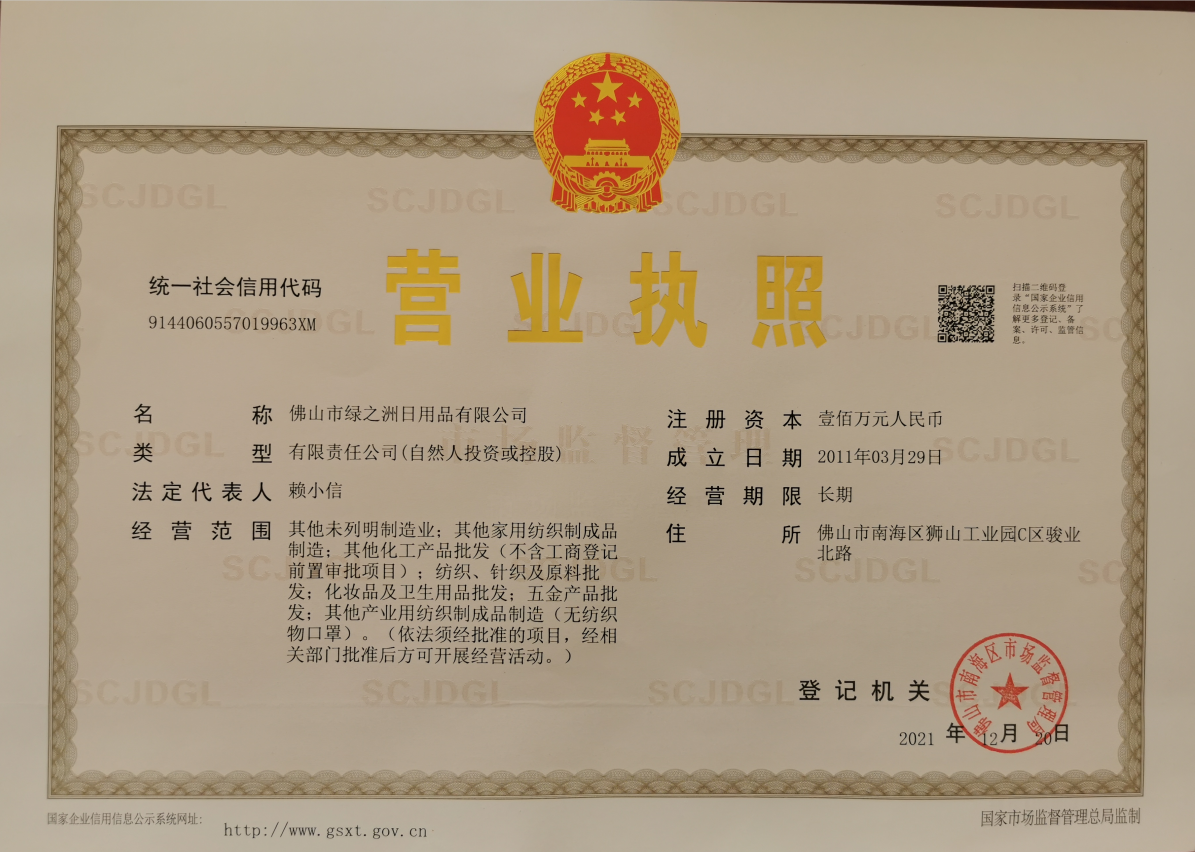 营业执照
统一社会信用代码
9144060557019963XM
扫描二维码登
录“国家企业信用
信息公示系统”了
解更多登记、备
案、许可、监管信
息。
名称 佛山市绿之洲日用品有限公司
类型 有限责任公司(自然人投资或控股)
法定代表人 赖小信
经营范围 其他未列明制造业；其他家用纺织制成品
制造；其他化工产品批发（不含工商登记
前置审批项目）；纺织、针织及原料批
发；化妆品及卫生用品批发；五金产品批
发；其他产业用纺织制成品制造（无纺织
物口罩）。（依法须经批准的项目，经相
关部门批准后方可开展经营活动。）
注册资本 壹佰万元人民币
成立日期 2011年03月29日
经营期限 长期
住所 佛山市南海区狮山工业园C区骏业
北路
登记机关
佛山市南海区市场监督管理局
2021年12月20日
SCJDGL
市场监督管理
国家企业信用信息公示系统网址:
http://www.gsxt.gov.cn
国家市场监督管理总局监制